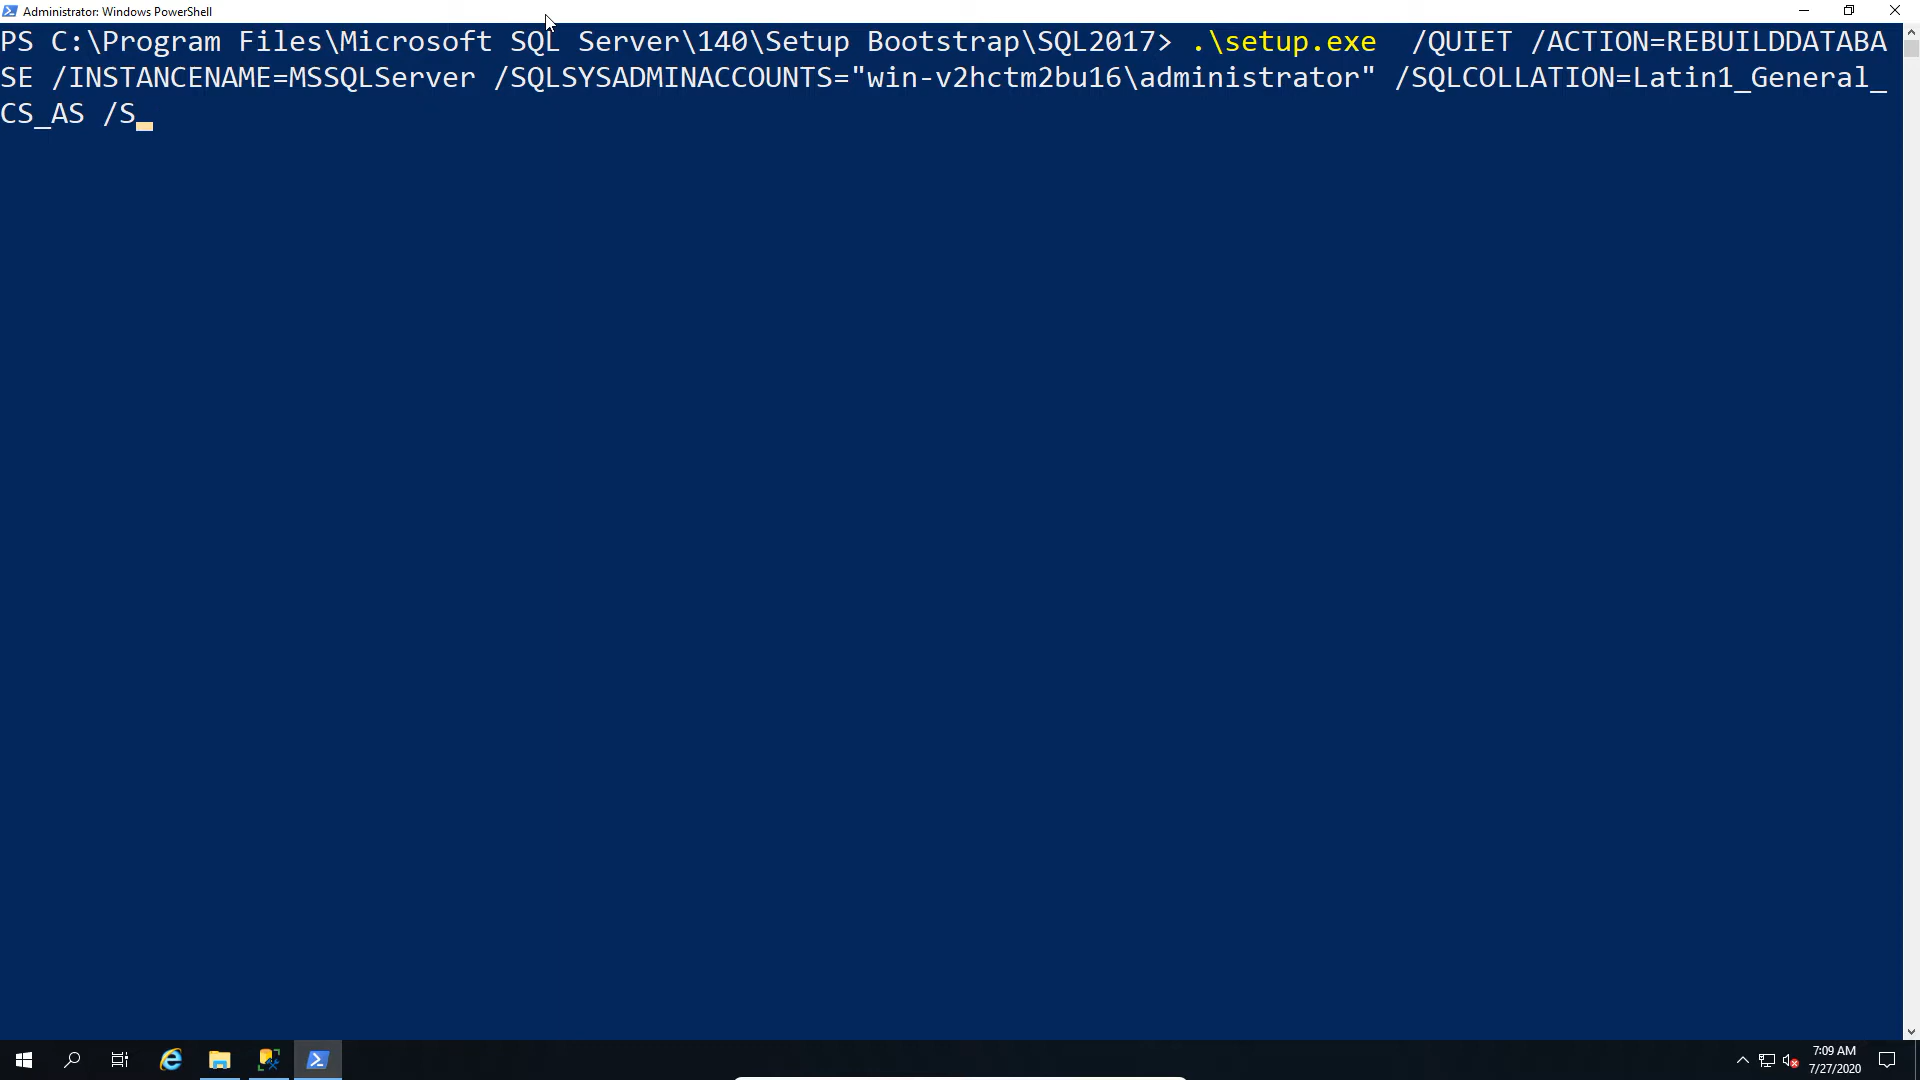 Administrator: Windows PowerShell
PS C:\Program Files\Microsoft SQL Server\140\Setup Bootstrap\SQL2017> .\setup.exe  /QUIET /ACTION=REBUILDDATABA
SE /INSTANCENAME=MSSQLServer /SQLSYSADMINACCOUNTS="win-v2hctm2bu16\administrator" /SQLCOLLATION=Latin1_General_
CS_AS /S
7:09 AM
7/27/2020